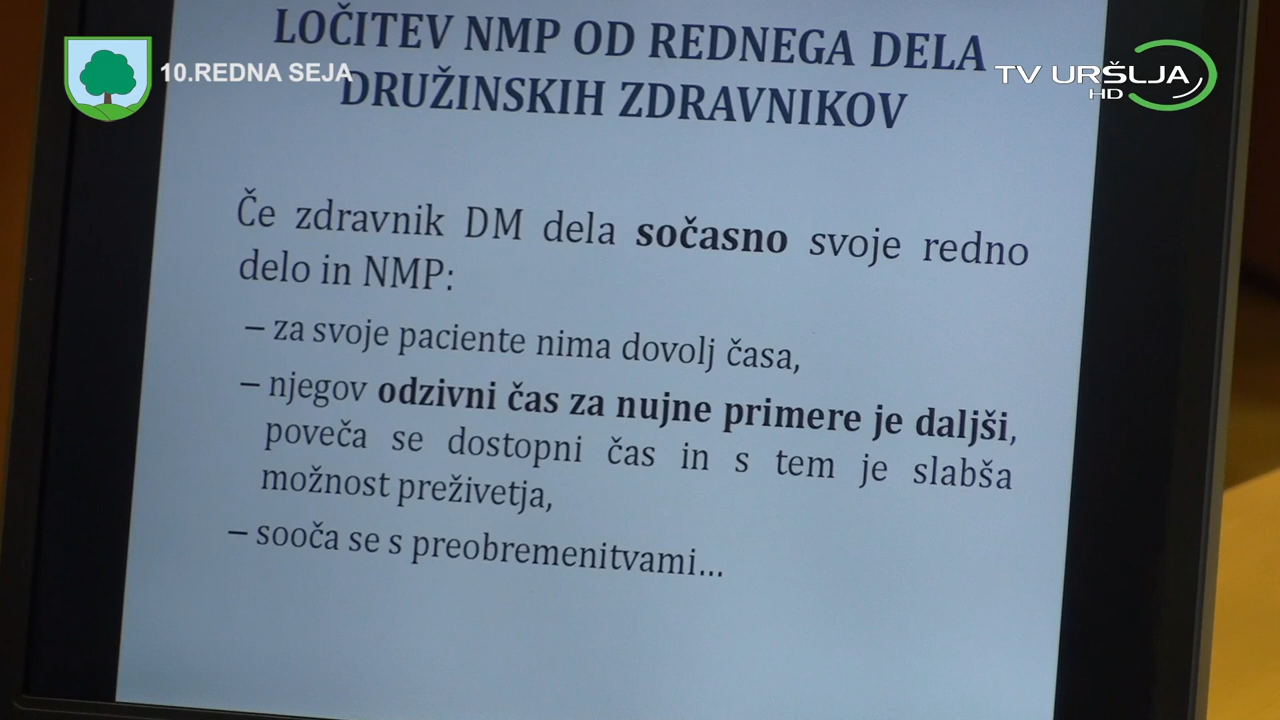 LOČITEV NMP OD REDNEGA DELA
DRUŽINSKIH ZDRAVNIKOV
10.REDNA SEJA
TV URŠLJA
HD
Če zdravnik DM dela sočasno svoje redno
delo in NMP:
– za svoje paciente nima dovolj časa,
– njegov odzivni čas za nujne primere je daljši,
poveča se dostopni čas in s tem je slabša
možnost preživetja,
– sooča se s preobremenitvami...